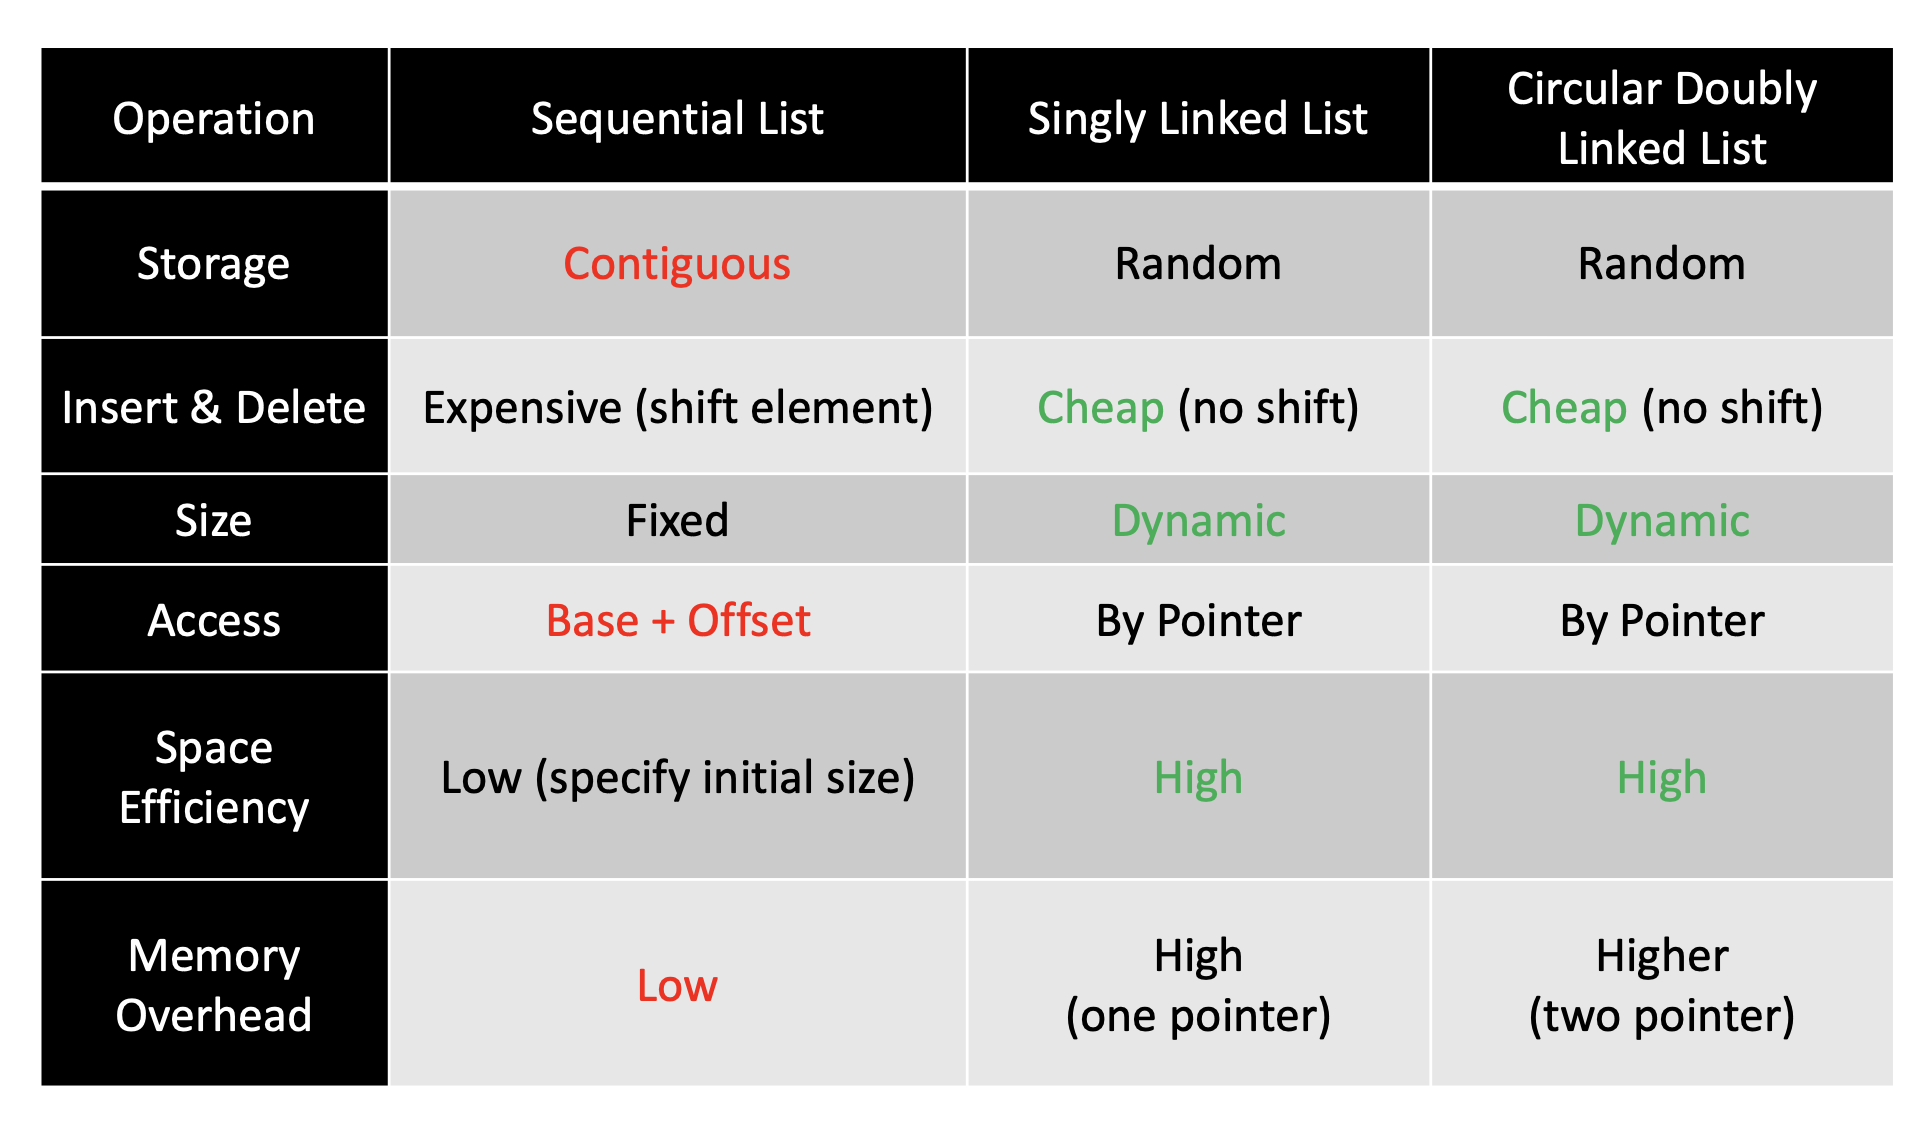 Operation
Sequential List
Singly Linked List
Circular Doubly
Linked List
Storage
Contiguous
Random
Random
Insert & Delete
Expensive (shift element)
Cheap (no shift)
Cheap (no shift)
Size
Fixed
Dynamic
Dynamic
Access
Base + Offset
By Pointer
By Pointer
Space
Efficiency
Low (specify initial size)
High
High
Memory
Overhead
Low
High
(one pointer)
Higher
(two pointer)